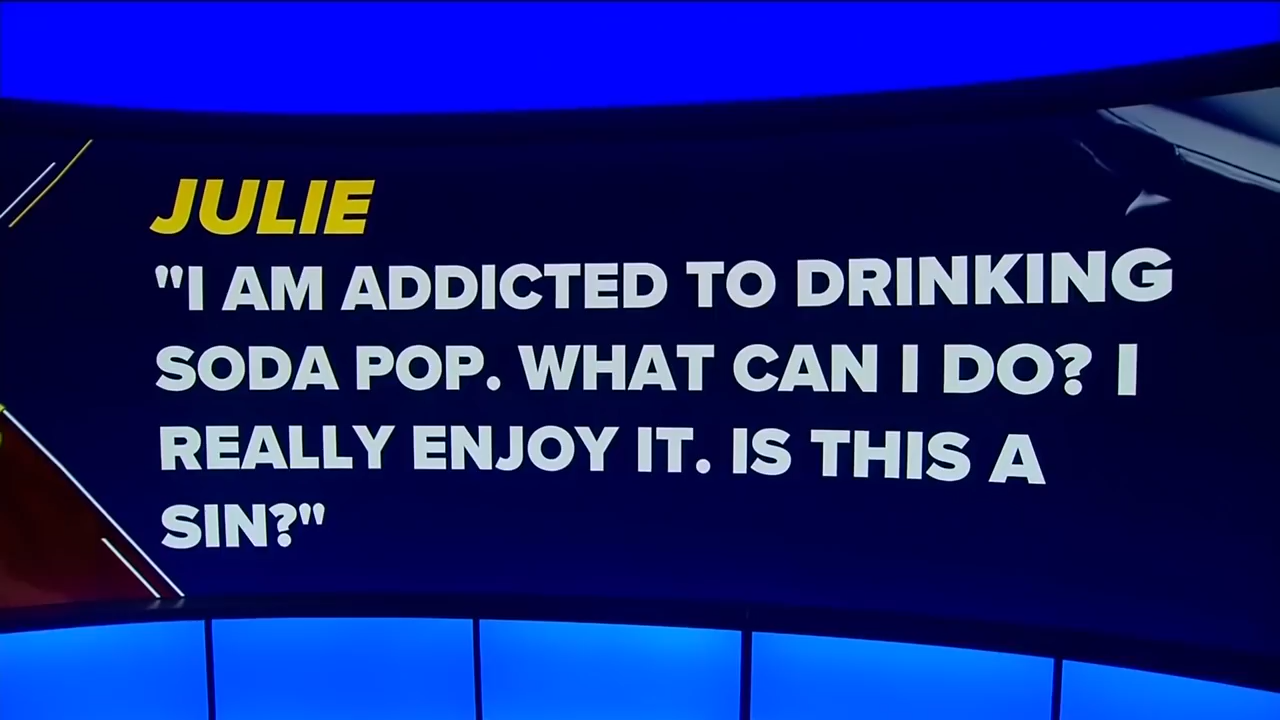 JULIE
"I AM ADDICTED TO DRINKING
SODA POP. WHAT CAN I DO? I
REALLY ENJOY IT. IS THIS A
SIN?"